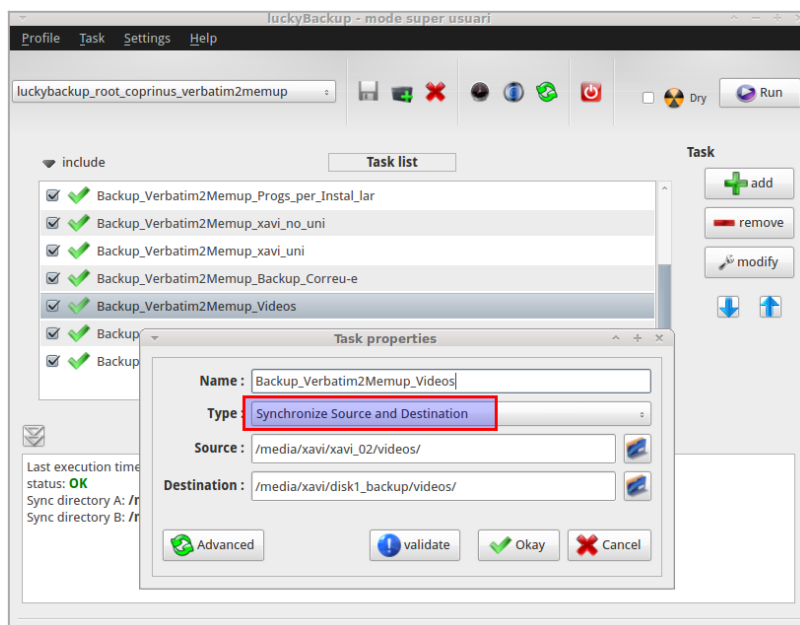 luckyBackup - mode super usuari
Profile Task Settings Help
luckybackup_root_coprinus_verbatim2memup
Dry
Run
include
Task list
Task
Backup_Verbatim2Memup_Progs_per_Instal_lar
add
Backup_Verbatim2Memup_xavi_no_uni
remove
Backup_Verbatim2Memup_xavi_uni
modify
Backup_Verbatim2Memup_Backup_Correu-e
Backup_Verbatim2Memup_Videos
Backup
Backup
Task properties
Name : Backup_Verbatim2Memup_Videos
Type : Synchronize Source and Destination
Source : /media/xavi/xavi_02/videos/
Destination : /media/xavi/disk1_backup/videos/
Advanced validate Okay Cancel
Last execution time
status: OK
Sync directory A:
Sync directory B: